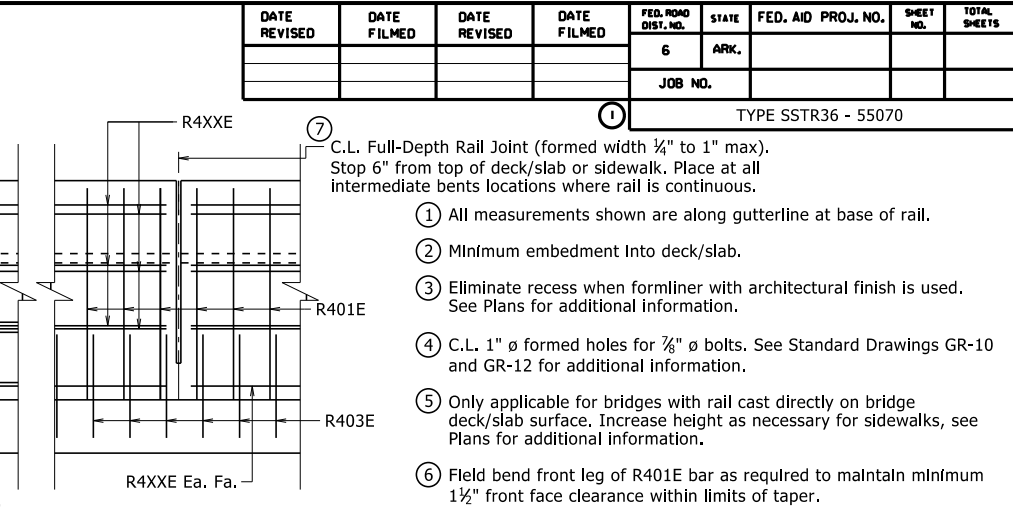 DATE REVISED
DATE FILMED
DATE REVISED
DATE FILMED
FED. ROAD DIST. NO.
STATE
FED. AID PROJ. NO.
SHEET NO.
TOTAL SHEETS
6
ARK.
JOB NO.
1
TYPE SSTR36 - 55070
R4XXE
7
C.L. Full-Depth Rail Joint (formed width ¼" to 1" max).
Stop 6" from top of deck/slab or sidewalk. Place at all
intermediate bents locations where rail is continuous.
1 All measurements shown are along gutterline at base of rail.
2 Minimum embedment into deck/slab.
3 Eliminate recess when formliner with architectural finish is used.
See Plans for additional information.
R401E
4 C.L. 1" ø formed holes for ⅞" ø bolts. See Standard Drawings GR-10
and GR-12 for additional information.
5 Only applicable for bridges with rail cast directly on bridge
deck/slab surface. Increase height as necessary for sidewalks, see
Plans for additional information.
R403E
R4XXE Ea. Fa.
6 Field bend front leg of R401E bar as required to maintain minimum
1½" front face clearance within limits of taper.